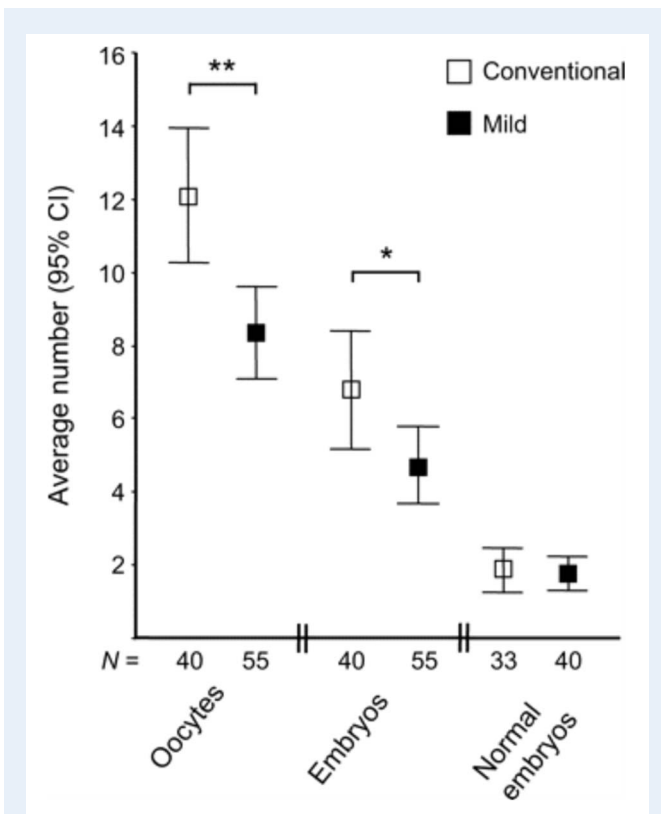 Average number (95% CI)
16
14
12
10
8
6
4
2
**
*
Conventional
Mild
N = 40 55 40 55 33 40
Oocytes
Embryos
Normal
embryos